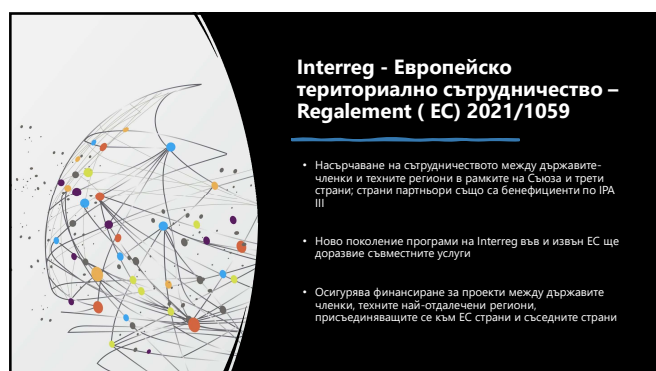 Interreg - Европейско
териториално сътрудничество –
Regalement ( ЕС) 2021/1059
• Насърчаване на сътрудничеството между държавите-
членки и техните региони в рамките на Съюза и трети
страни; страни партньори също са бенефициенти по IPA
III
• Ново поколение програми на Interreg във и извън ЕС ще
доразвие съвместните услуги
• Осигурява финансиране за проекти между държавите
членки, техните най-отдалечени региони,
присъединяващите се към ЕС страни и съседните страни